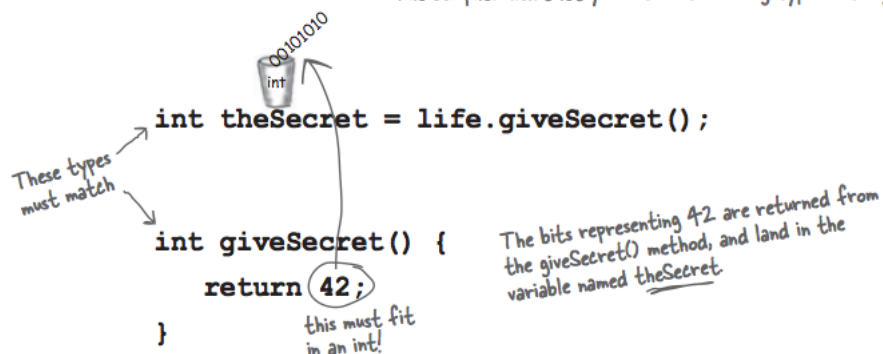 00101010
int
int theSecret = life.giveSecret();
These types
must match
int giveSecret() {
return 42;
}
this must fit
in an int!
The bits representing 42 are returned from
the giveSecret() method, and land in the
variable named theSecret.